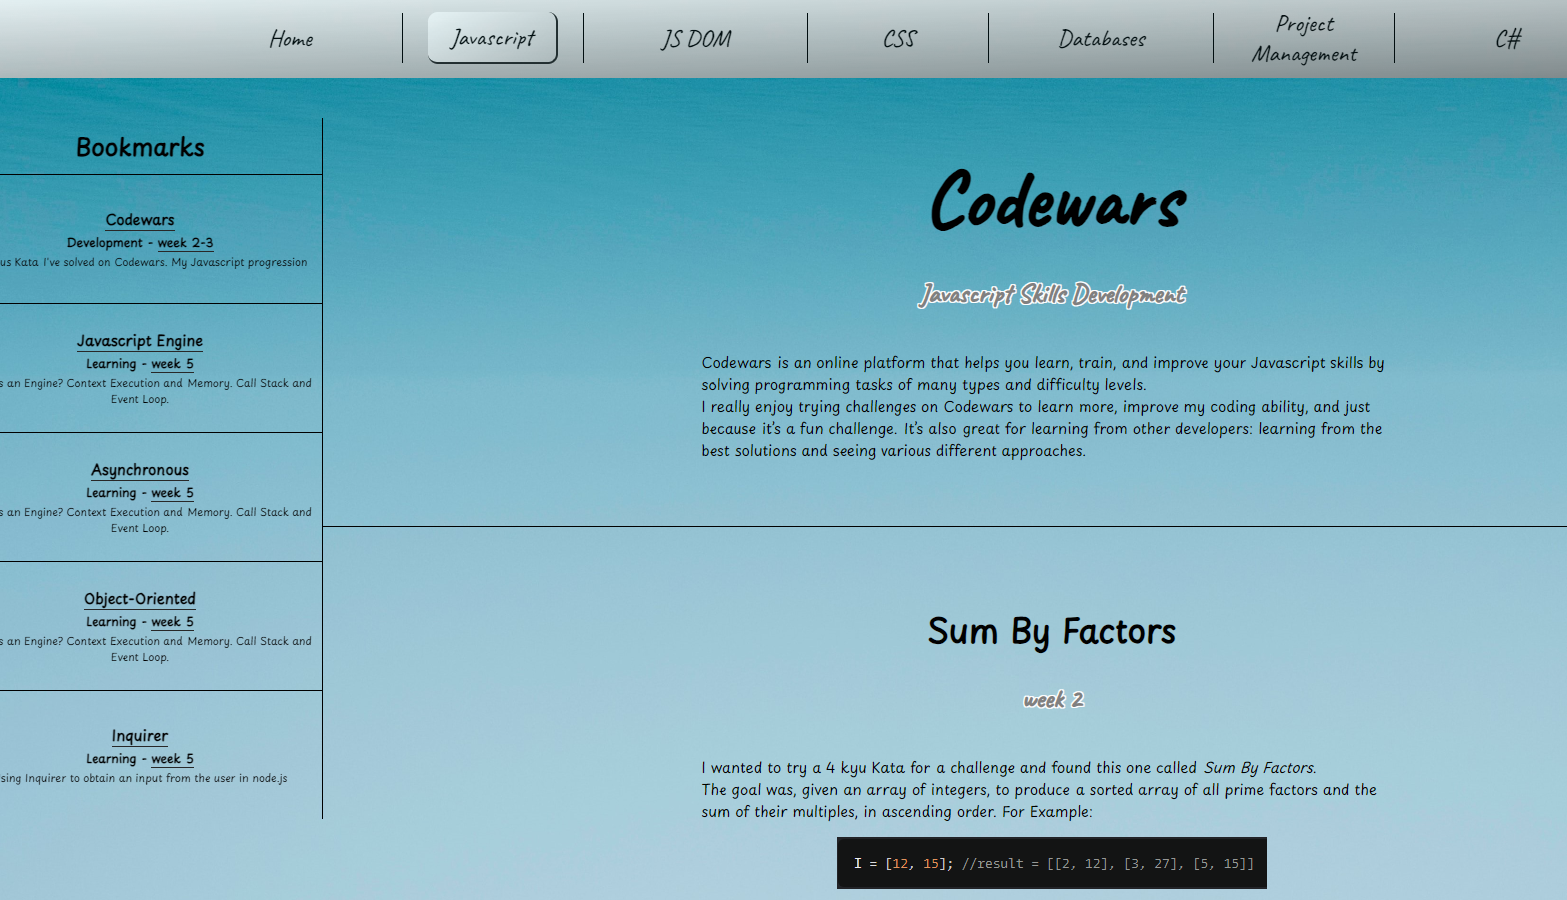 Home
Javascript
JS DOM
CSS
Databases
Project
Management
C#
Bookmarks
Codewars
Development - week 2-3
Kata I've solved on Codewars. My Javascript progression
Javascript Engine
Learning - week 5
an Engine? Context Execution and Memory. Call Stack and
Event Loop.
Asynchronous
Learning - week 5
an Engine? Context Execution and Memory. Call Stack and
Event Loop.
Object-Oriented
Learning - week 5
an Engine? Context Execution and Memory. Call Stack and
Event Loop.
Inquirer
Learning - week 5
Inquirer to obtain an input from the user in node.js
Codewars
Javascript Skills Development
Codewars is an online platform that helps you learn, train, and improve your Javascript skills by
solving programming tasks of many types and difficulty levels.
I really enjoy trying challenges on Codewars to learn more, improve my coding ability, and just
because it's a fun challenge. It's also great for learning from other developers: learning from the
best solutions and seeing various different approaches.
Sum By Factors
week 2
I wanted to try a 4 kyu Kata for a challenge and found this one called Sum By Factors.
The goal was, given an array of integers, to produce a sorted array of all prime factors and the
sum of their multiples, in ascending order. For Example:
I = [12, 15]; //result = [[2, 12], [3, 27], [5, 15]]